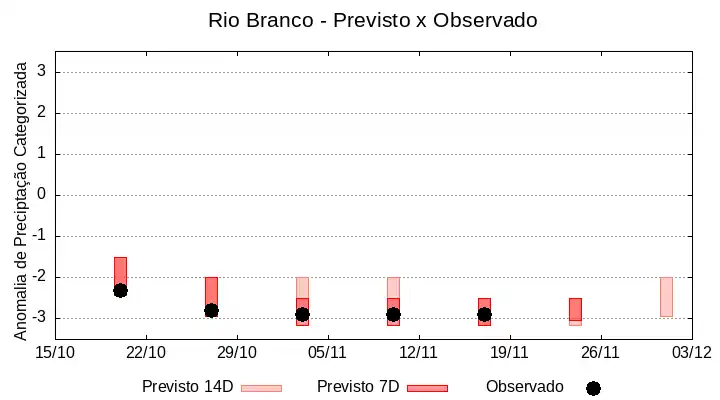 Rio Branco - Previsto x Observado
Anomalia de Precipitação Categorizada
3
2
1
0
-1
-2
-3
15/10 22/10 29/10 05/11 12/11 19/11 26/11 03/12
Previsto 14D Previsto 7D Observado